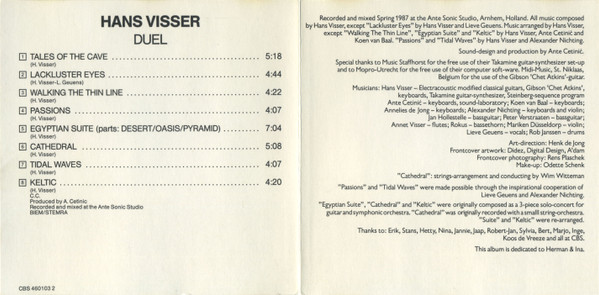 HANS VISSER
DUEL
1 TALES OF THE CAVE 5:18
(H. Visser)
2 LACKLUSTER EYES 4:44
(H. Visser-L. Geuens)
3 WALKING THE THIN LINE 4:22
(H. Visser)
4 PASSIONS 4:07
(H. Visser)
5 EGYPTIAN SUITE (parts: DESERT/OASIS/PYRAMID) 7:04
(H. Visser)
6 CATHEDRAL 5:08
(H. Visser)
7 TIDAL WAVES 4:07
(H. Visser)
8 KELTIC 4:20
(H. Visser)
C.C.
Produced by A. Cetinic
Recorded and mixed at the Ante Sonic Studio
BIEM/STEMRA
CBS 460103 2
Recorded and mixed Spring 1987 at the Ante Sonic Studio, Arnhem, Holland. All music composed
by Hans Visser, except "Lackluster Eyes" by Hans Visser and Lieve Geuens. Music arranged by Hans Visser,
except "Walking The Thin Line", "Egyptian Suite" and "Keltic" by Hans Visser, Ante Cetinić and
Koen van Baal. "Passions" and "Tidal Waves" by Hans Visser and Alexander Nichting.
Sound-design and production by Ante Cetinić.
Special thanks to Music Staffhorst for the free use of their Takamine guitar-synthesizer set-up
and to Mopro-Utrecht for the free use of their computer soft-ware. Midi-Music, St. Niklaas,
Belgium for the use of the Gibson 'Chet Atkins'-guitar.
Musicians: Hans Visser – Electracoustic modified classical guitars, Gibson 'Chet Atkins',
keyboards, Takamine guitar-synthesizer, Steinberg-sequence program
Ante Cetinić – keyboards, sound-laboratory; Koen van Baal – keyboards;
Annelies de Jong – keyboards; Alexander Nichting – keyboards and violin;
Jan Hollestelle – bassguitar; Peter Verstraaten – bassguitar;
Annet Visser – flutes; Rokus – bassethorn; Mariken Düsseldorp – violin;
Lieve Geuens – vocals; Rob Janssen – drums
Art-direction: Henk de Jong
Frontcover artwork: Didez, Digital Design, A'dam
Frontcover photography: Rens Plaschek
Make-up: Odette Schenk
"Cathedral": strings-arrangement and conducting by Wim Witteman
"Passions" and "Tidal Waves" were made possible through the inspirational cooperation of
Lieve Geuens and Alexander Nichting.
"Egyptian Suite", "Cathedral" and "Keltic" were originally composed as a 3-piece solo-concert for
guitar and symphonic orchestra. "Cathedral" was originally recorded with a small string-orchestra.
"Suite" and "Keltic" were re-arranged.
Thanks to: Erik, Stans, Hetty, Nina, Jannie, Jaap, Robert-Jan, Sylvia, Bert, Marjo, Inge,
Koos de Vreeze and all at CBS.
This album is dedicated to Herman & Ina.